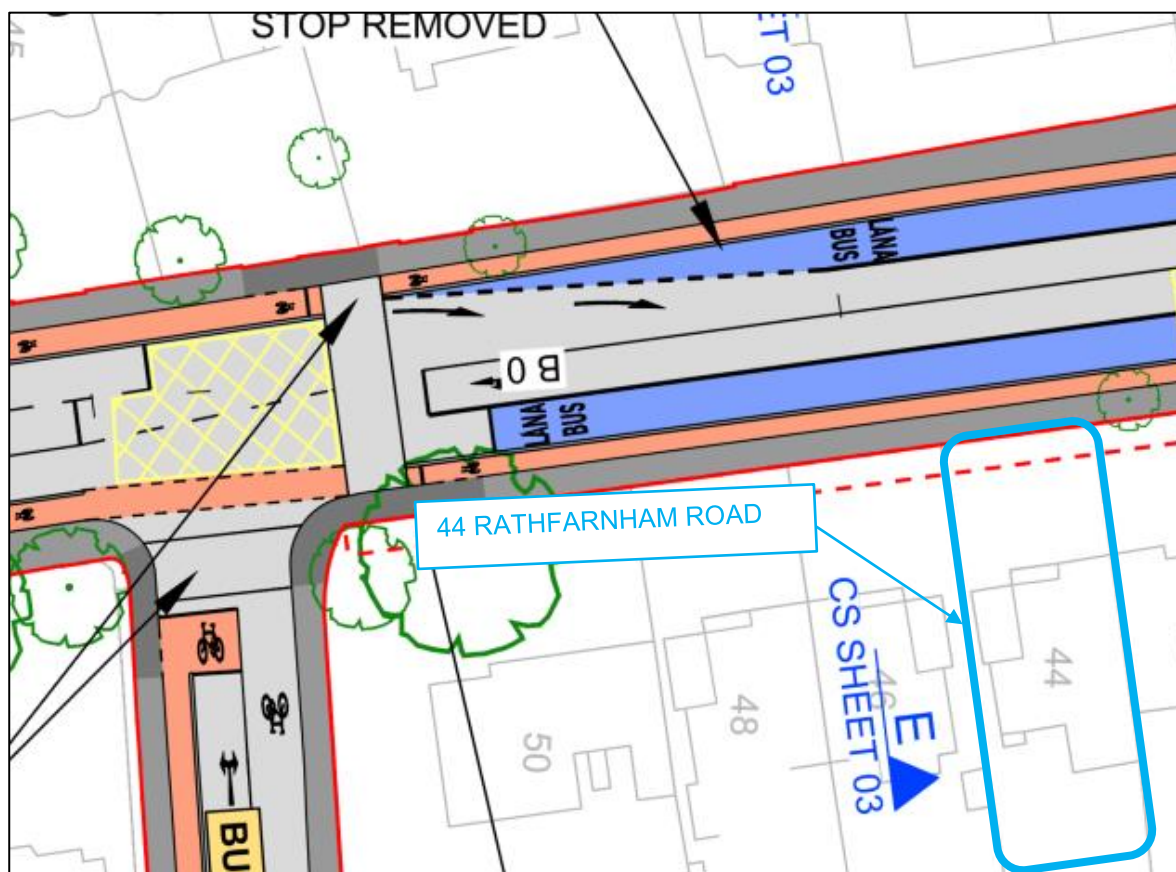 STOP REMOVED
ET 03
LANA
BUS
B 0
LANA
BUS
44 RATHFARNHAM ROAD
44
46
48
50
E
CS SHEET 03
BU